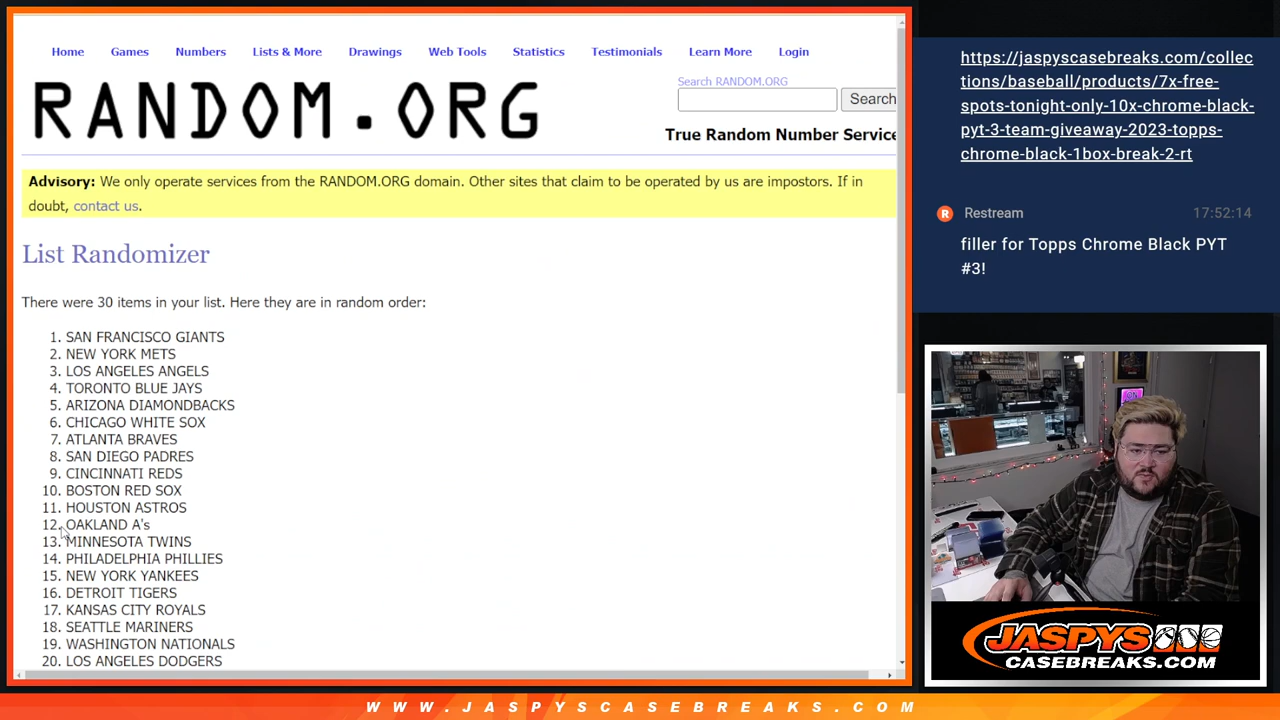 Home Games Numbers Lists & More Drawings Web Tools Statistics Testimonials Learn More Login
RANDOM.ORG
Search RANDOM.ORG
Search
True Random Number Service
Advisory: We only operate services from the RANDOM.ORG domain. Other sites that claim to be operated by us are impostors. If in
doubt, contact us.
List Randomizer
There were 30 items in your list. Here they are in random order:
1. SAN FRANCISCO GIANTS
2. NEW YORK METS
3. LOS ANGELES ANGELS
4. TORONTO BLUE JAYS
5. ARIZONA DIAMONDBACKS
6. CHICAGO WHITE SOX
7. ATLANTA BRAVES
8. SAN DIEGO PADRES
9. CINCINNATI REDS
10. BOSTON RED SOX
11. HOUSTON ASTROS
12. OAKLAND A's
13. MINNESOTA TWINS
14. PHILADELPHIA PHILLIES
15. NEW YORK YANKEES
16. DETROIT TIGERS
17. KANSAS CITY ROYALS
18. SEATTLE MARINERS
19. WASHINGTON NATIONALS
20. LOS ANGELES DODGERS
https://jaspyscasebreaks.com/collec
tions/baseball/products/7x-free-
spots-tonight-only-10x-chrome-black-
pyt-3-team-giveaway-2023-topps-
chrome-black-1box-break-2-rt
Restream 17:52:14
filler for Topps Chrome Black PYT
#3!
JASPYS
CASEBREAKS.COM
WWW.JASPYSCASEBREAKS.COM